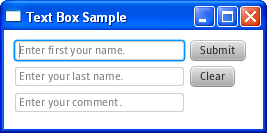 Text Box Sample
Enter first your name. Submit
Enter your last name. Clear
Enter your comment.